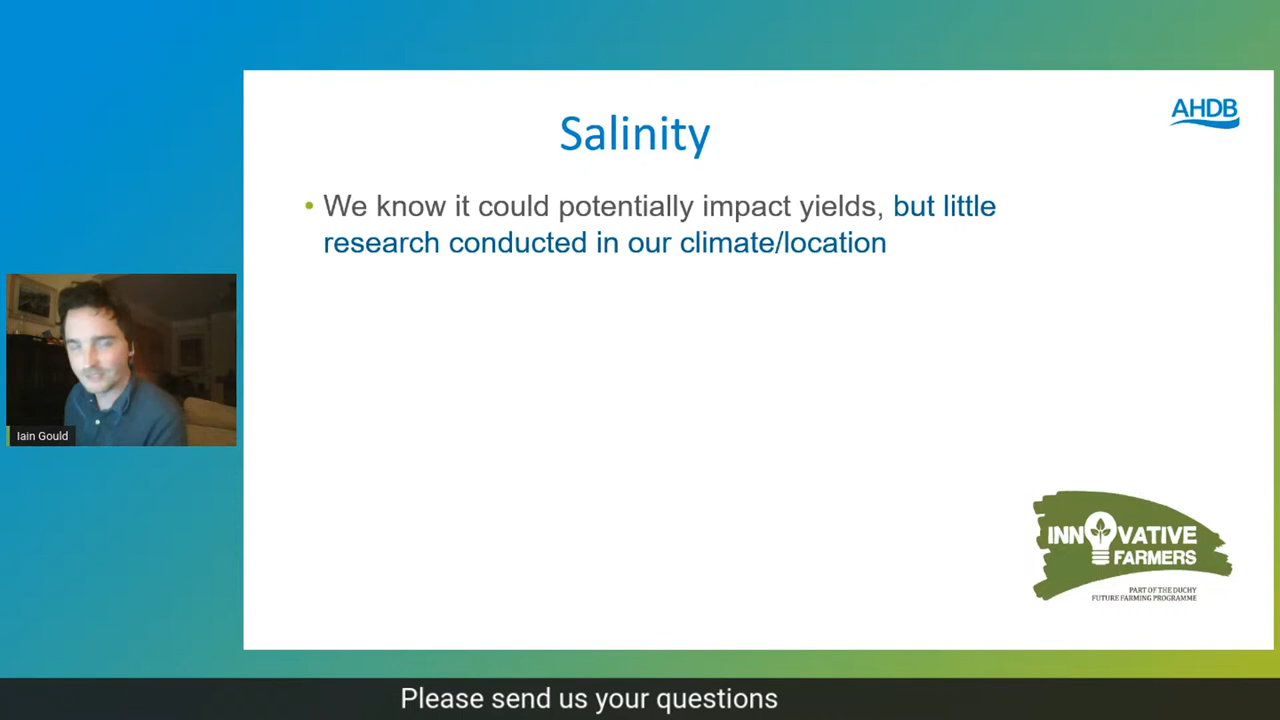 AHDB
Salinity
• We know it could potentially impact yields, but little
research conducted in our climate/location
Iain Gould
INNOVATIVE
FARMERS
PART OF THE DUCHY
FUTURE FARMING PROGRAMME
Please send us your questions